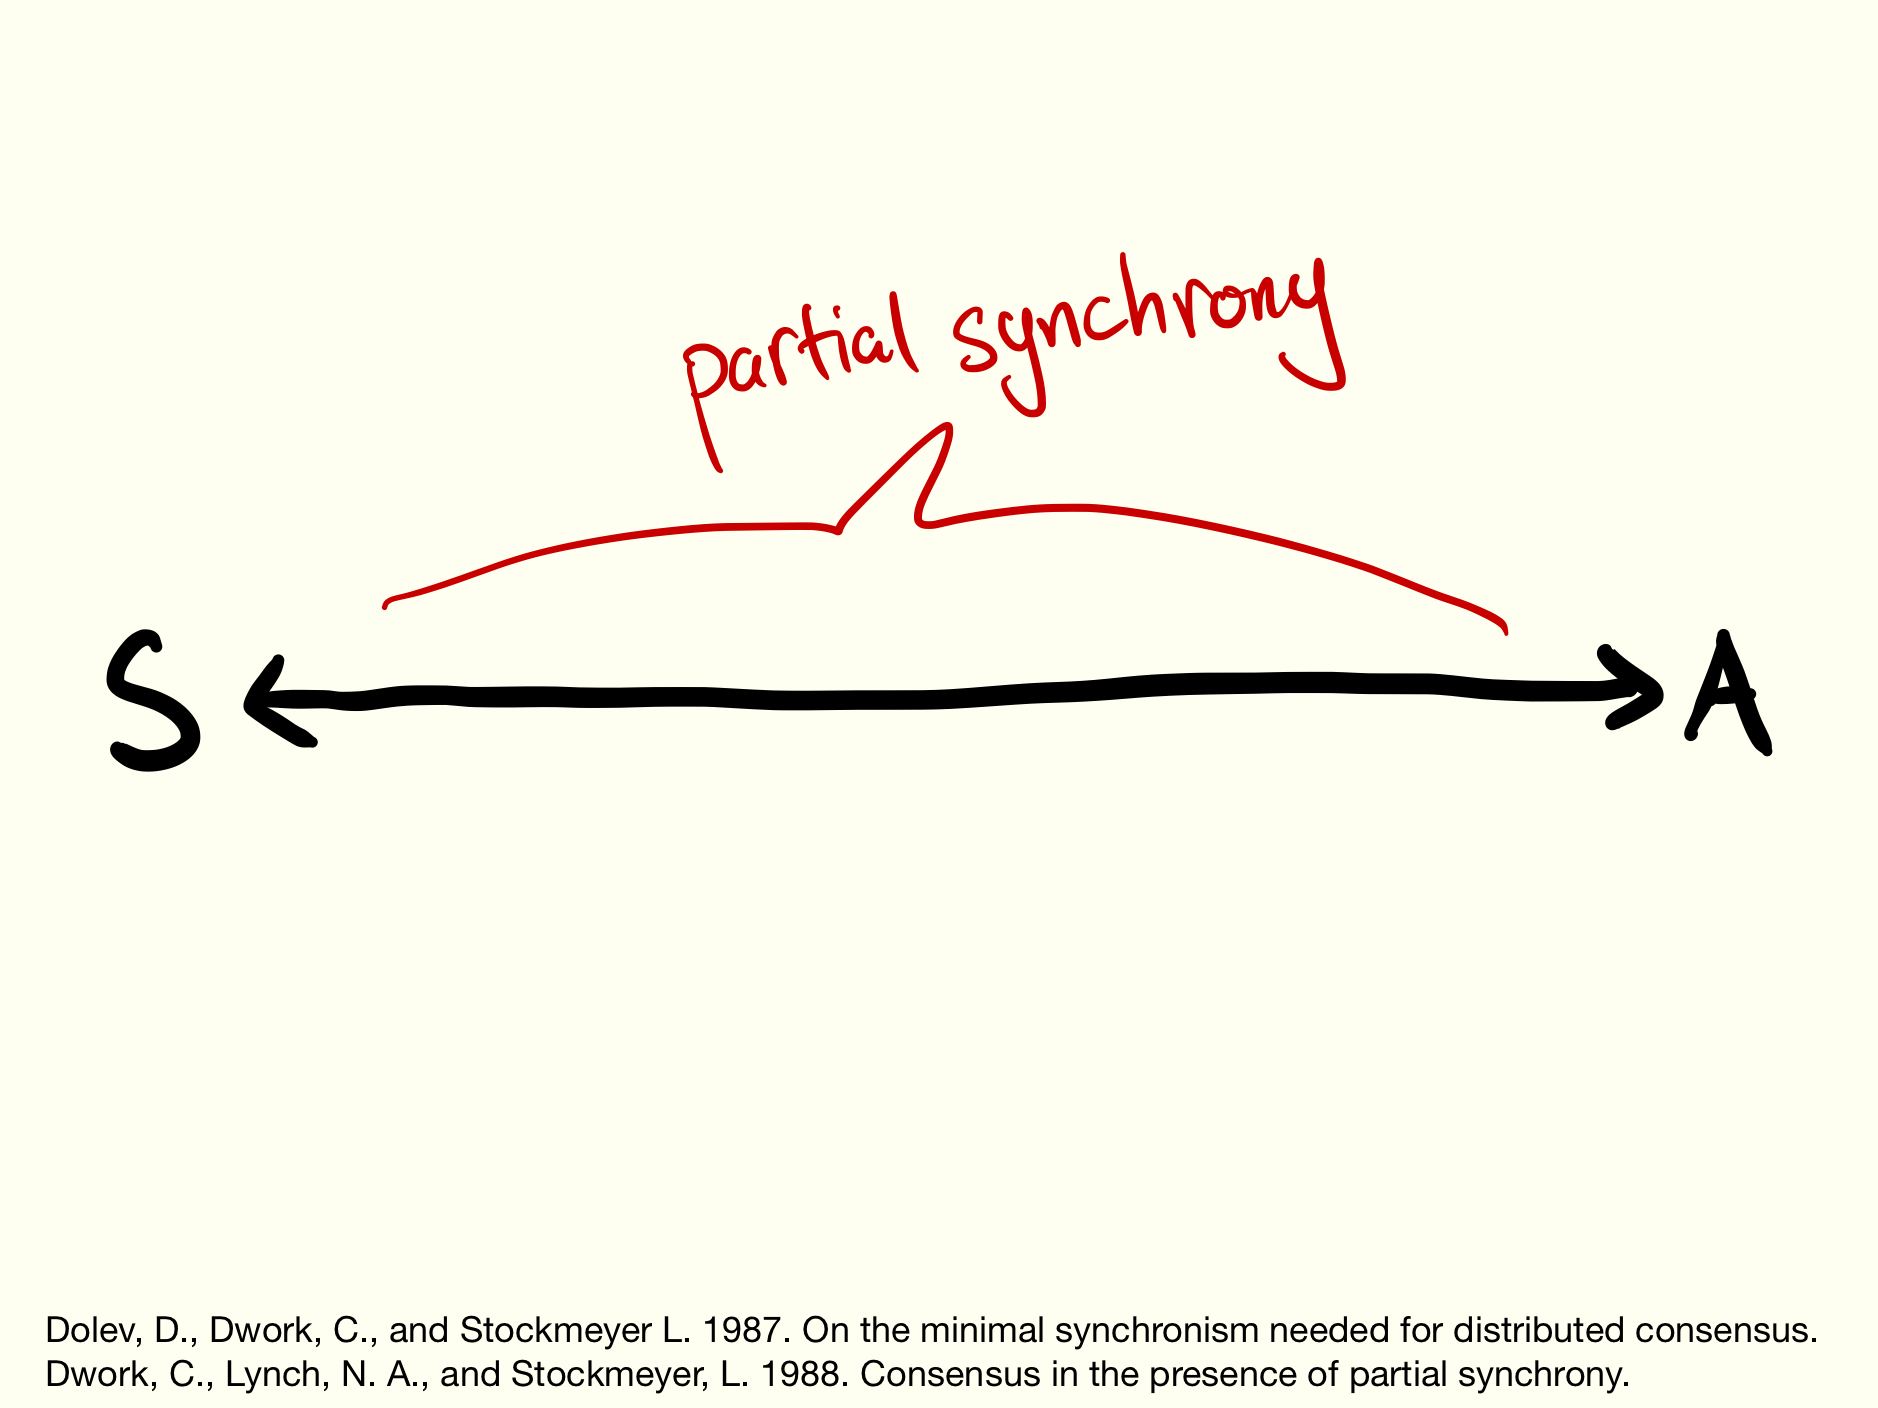 partial synchrony
S A
Dolev, D., Dwork, C., and Stockmeyer L. 1987. On the minimal synchronism needed for distributed consensus.
Dwork, C., Lynch, N. A., and Stockmeyer, L. 1988. Consensus in the presence of partial synchrony.